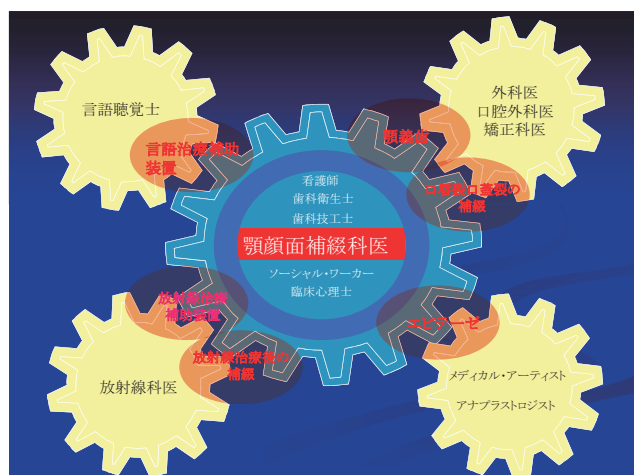 言語聴覚士
言語治療補助
装置
外科医
口腔外科医
矯正科医
顎義歯
口唇裂口蓋裂の
補綴
看護師
歯科衛生士
歯科技工士
顎顔面補綴科医
ソーシャル・ワーカー
臨床心理士
放射線治療
補助装置
放射線治療後の
補綴
放射線科医
エピテーゼ
メディカル・アーティスト
アナプラストロジスト